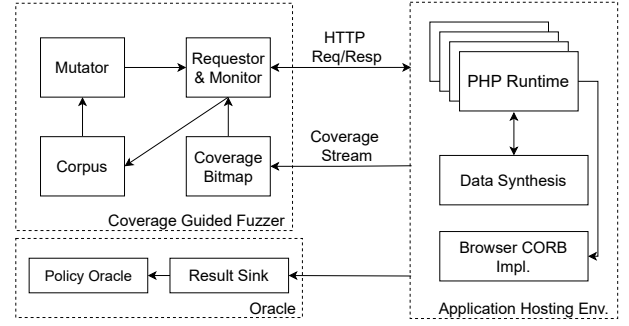 Mutator
Requestor
& Monitor
HTTP
Req/Resp
PHP Runtime
Corpus
Coverage
Bitmap
Coverage
Stream
Data Synthesis
Coverage Guided Fuzzer
Policy Oracle
Result Sink
Oracle
Browser CORB
Impl.
Application Hosting Env.